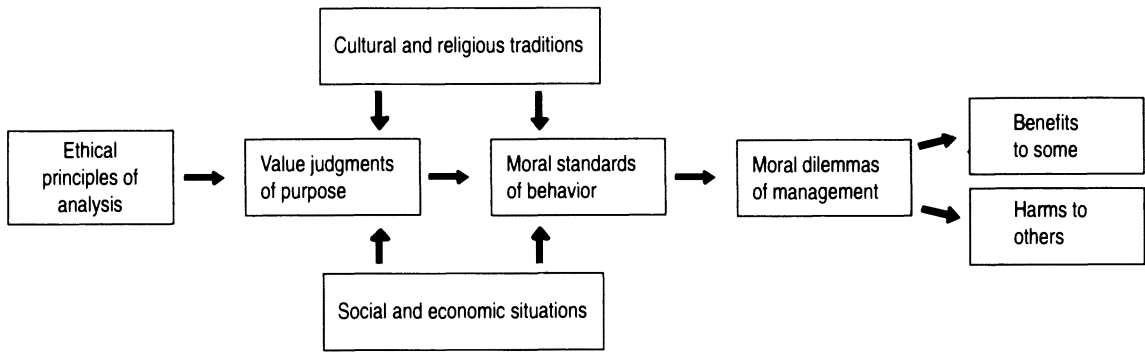 Cultural and religious traditions
Ethical
principles of
analysis
Value judgments
of purpose
Moral standards
of behavior
Moral dilemmas
of management
Benefits
to some
Harms to
others
Social and economic situations